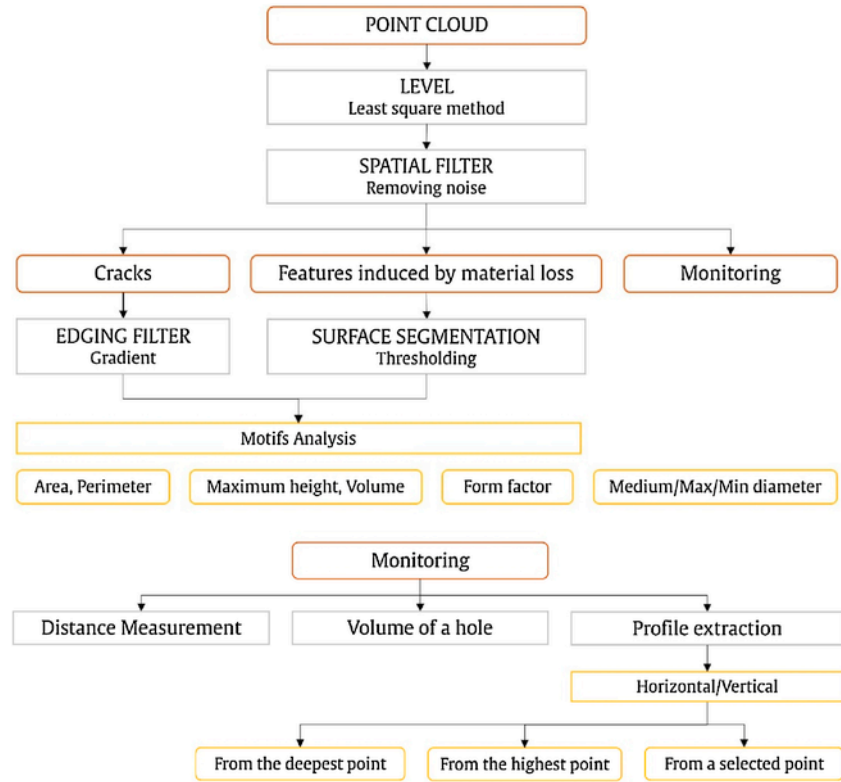 POINT CLOUD
LEVEL
Least square method
SPATIAL FILTER
Removing noise
Cracks
Features induced by material loss
Monitoring
EDGING FILTER
Gradient
SURFACE SEGMENTATION
Thresholding
Motifs Analysis
Area, Perimeter
Maximum height, Volume
Form factor
Medium/Max/Min diameter
Monitoring
Distance Measurement
Volume of a hole
Profile extraction
Horizontal/Vertical
From the deepest point
From the highest point
From a selected point